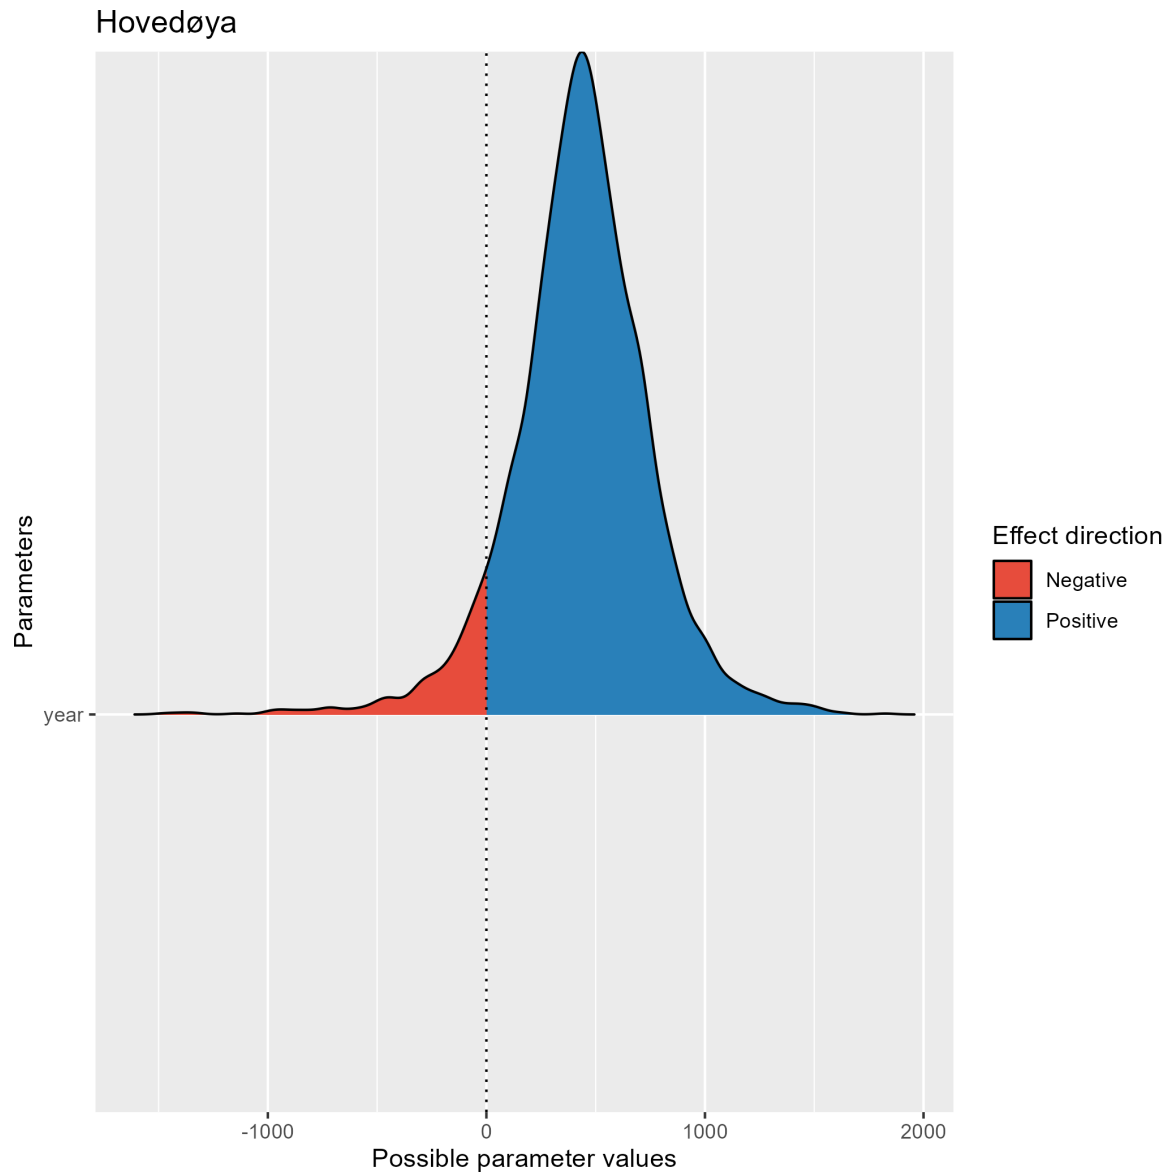 Hovedøya
Parameters
year
-1000
0
1000
2000
Possible parameter values
Effect direction
Negative
Positive